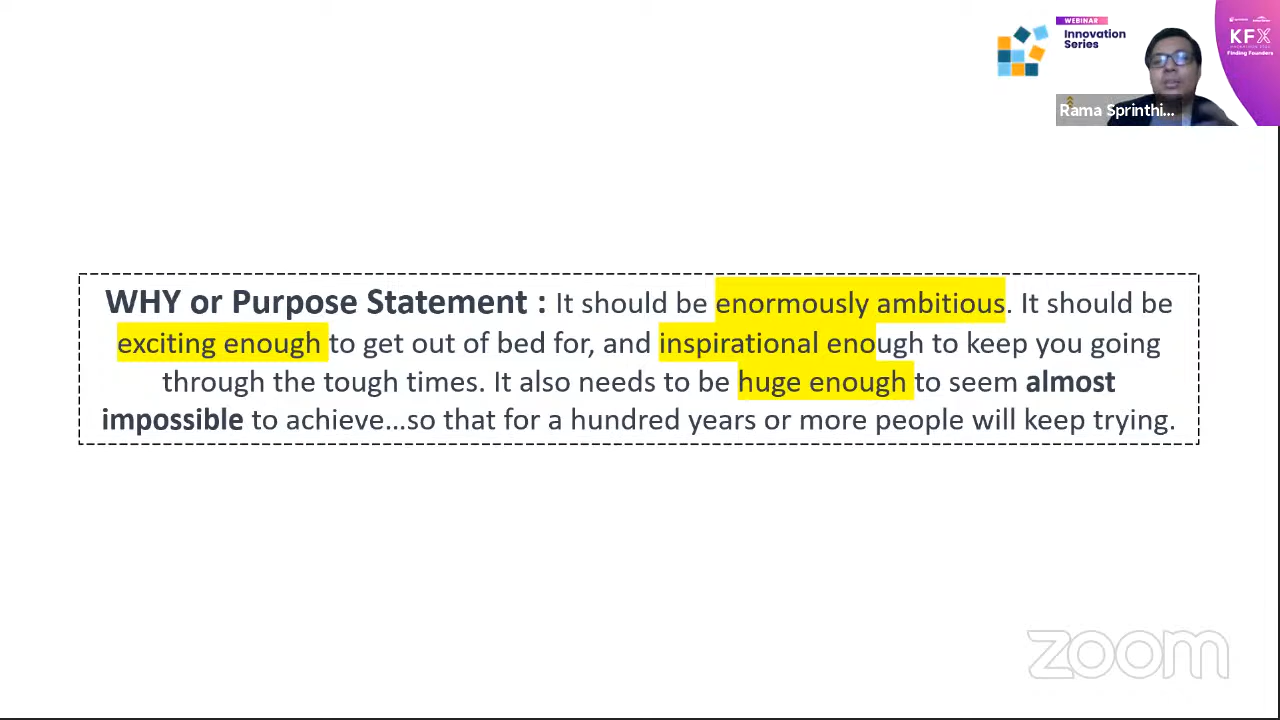 WEBINAR
Innovation
Series
KFX
Finding Founders
Rama Sprinthi...
WHY or Purpose Statement : It should be enormously ambitious. It should be
exciting enough to get out of bed for, and inspirational enough to keep you going
through the tough times. It also needs to be huge enough to seem almost
impossible to achieve...so that for a hundred years or more people will keep trying.
zoom